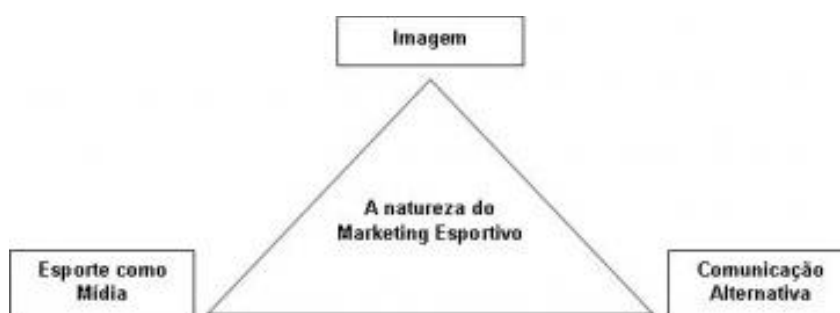 Imagem
A natureza do
Marketing Esportivo
Esporte como
Mídia
Comunicação
Alternativa